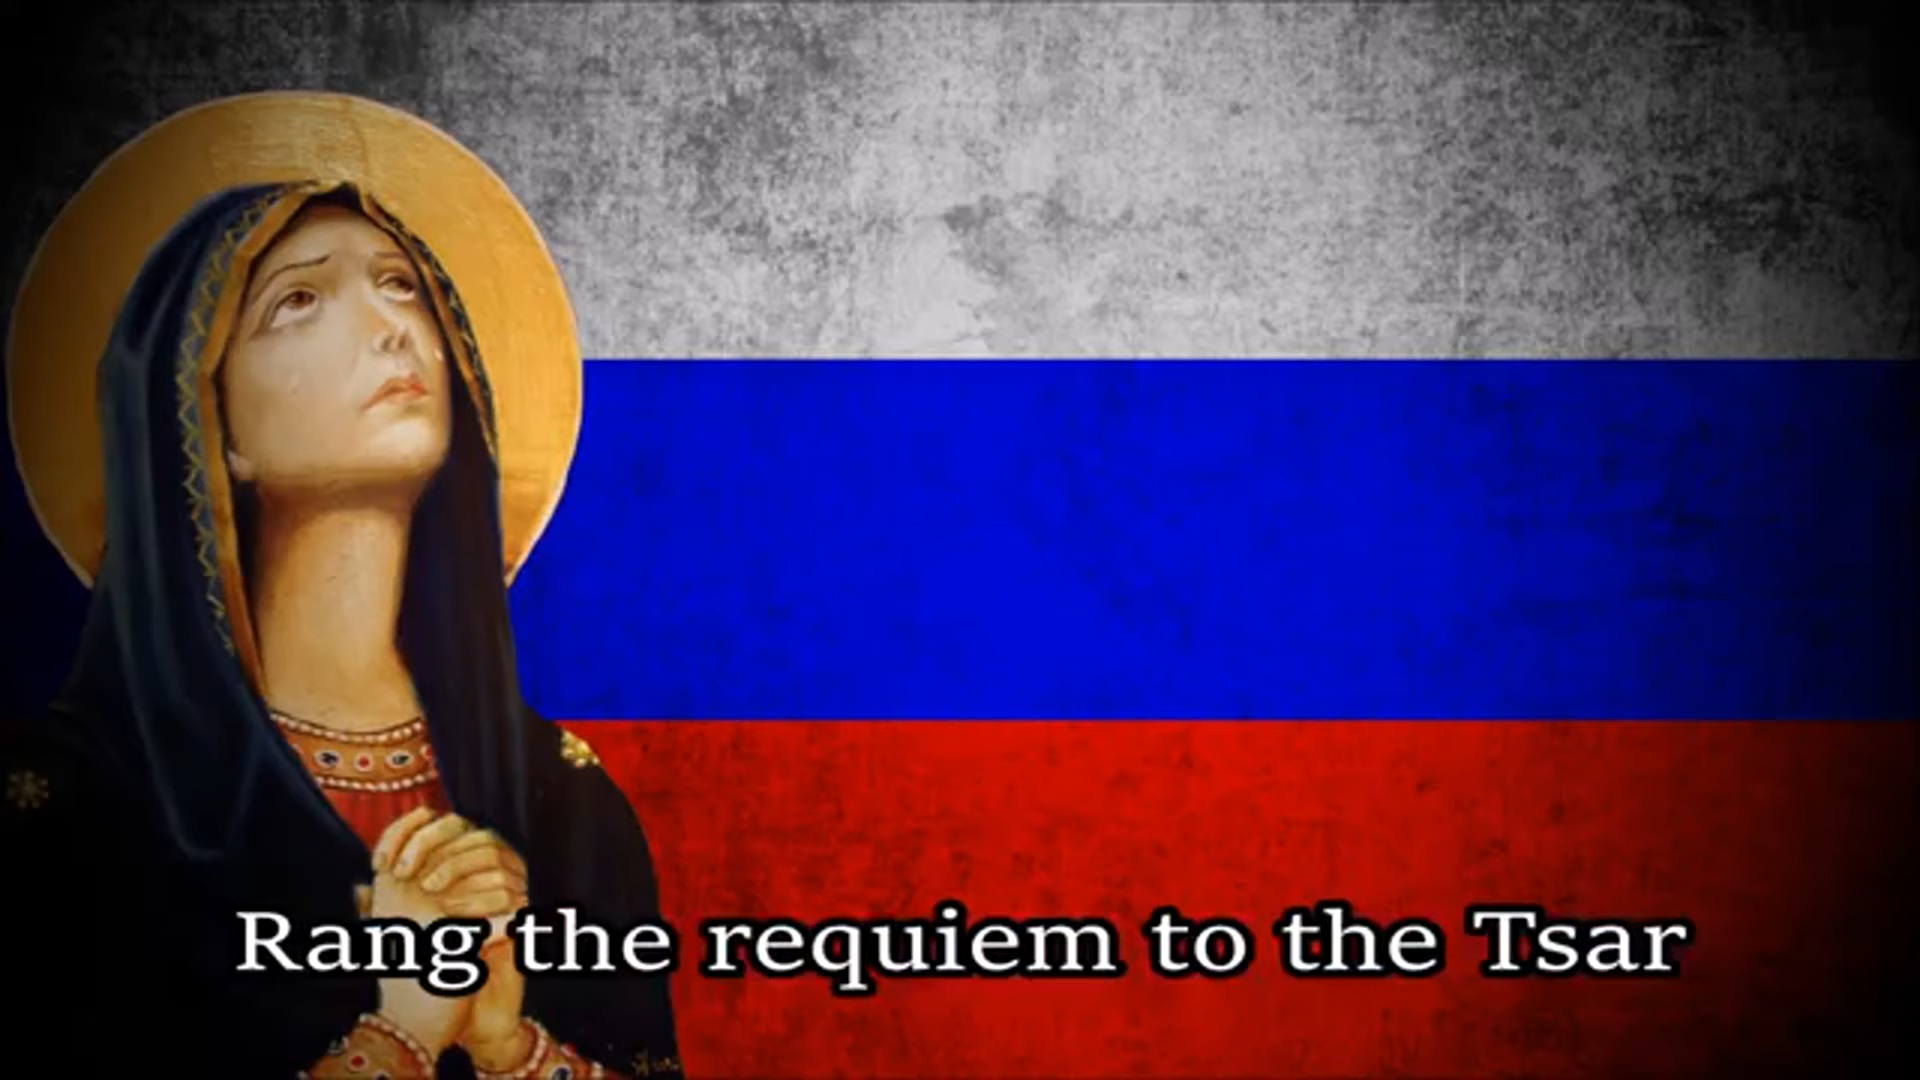 Rang the requiem to the Tsar